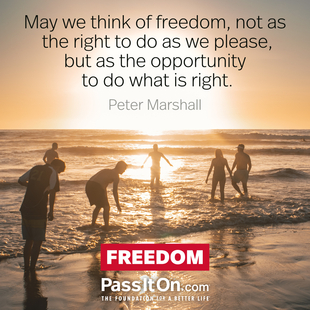 May we think of freedom, not as
the right to do as we please,
but as the opportunity
to do what is right.
Peter Marshall
FREEDOM
PassItOn.com
THE FOUNDATION FOR A BETTER LIFE